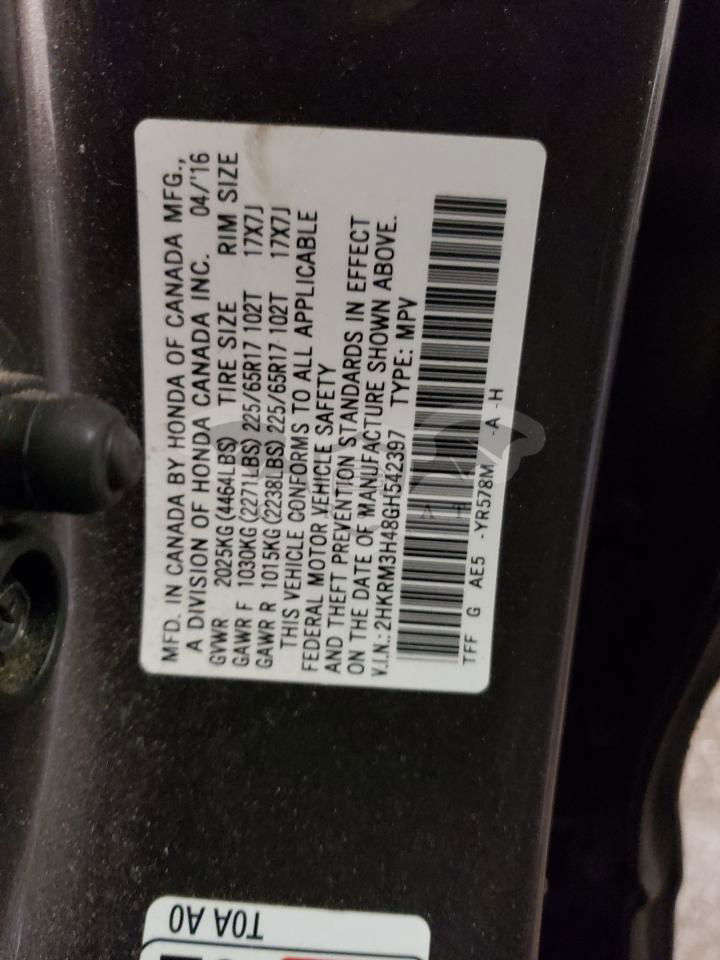 MFD. IN CANADA BY HONDA OF CANADA MFG.,
A DIVISION OF HONDA CANADA INC. 04/'16
GVWR 2025KG (4464LBS) TIRE SIZE RIM SIZE
GAWR F 1030KG (2271LBS) 225/65R17 102T 17X7J
GAWR R 1015KG (2238LBS) 225/65R17 102T 17X7J
THIS VEHICLE CONFORMS TO ALL APPLICABLE
FEDERAL MOTOR VEHICLE SAFETY
AND THEFT PREVENTION STANDARDS IN EFFECT
ON THE DATE OF MANUFACTURE SHOWN ABOVE.
V.I.N.: 2HKRM3H48GH542397 TYPE: MPV
TFF G AE5 -YR578M -A -H
T0A A0